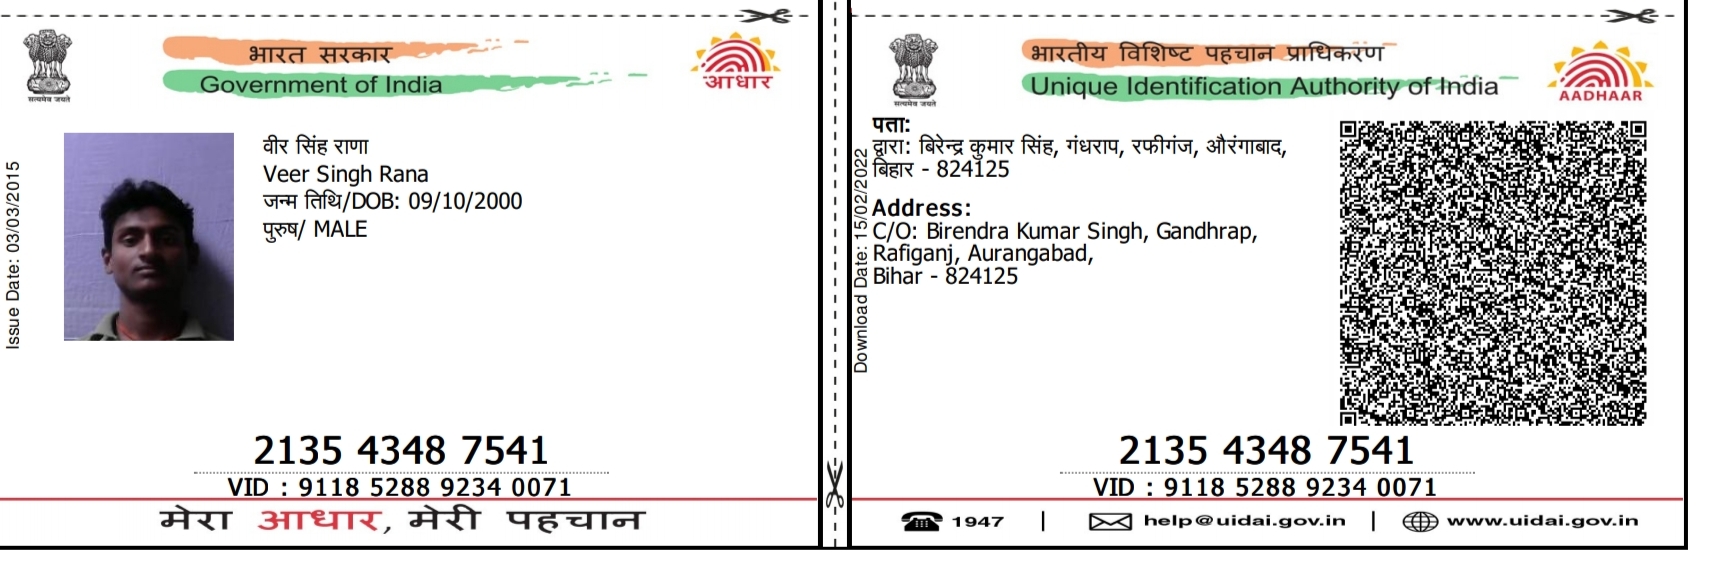 भारत सरकार
Government of India
आधार
सत्यमेव जयते
Issue Date: 03/03/2015
वीर सिंह राणा
Veer Singh Rana
जन्म तिथि/DOB: 09/10/2000
पुरुष/ MALE
2135 4348 7541
VID : 9118 5288 9234 0071
मेरा आधार, मेरी पहचान
भारतीय विशिष्ट पहचान प्राधिकरण
Unique Identification Authority of India
AADHAAR
सत्यमेव जयते
Download Date: 15/02/2022
पता:
द्वारा: बिरेन्द्र कुमार सिंह, गंधराप, रफीगंज, औरंगाबाद,
बिहार - 824125
Address:
C/O: Birendra Kumar Singh, Gandhrap,
Rafiganj, Aurangabad,
Bihar - 824125
2135 4348 7541
VID : 9118 5288 9234 0071
1947 | help@uidai.gov.in | www.uidai.gov.in